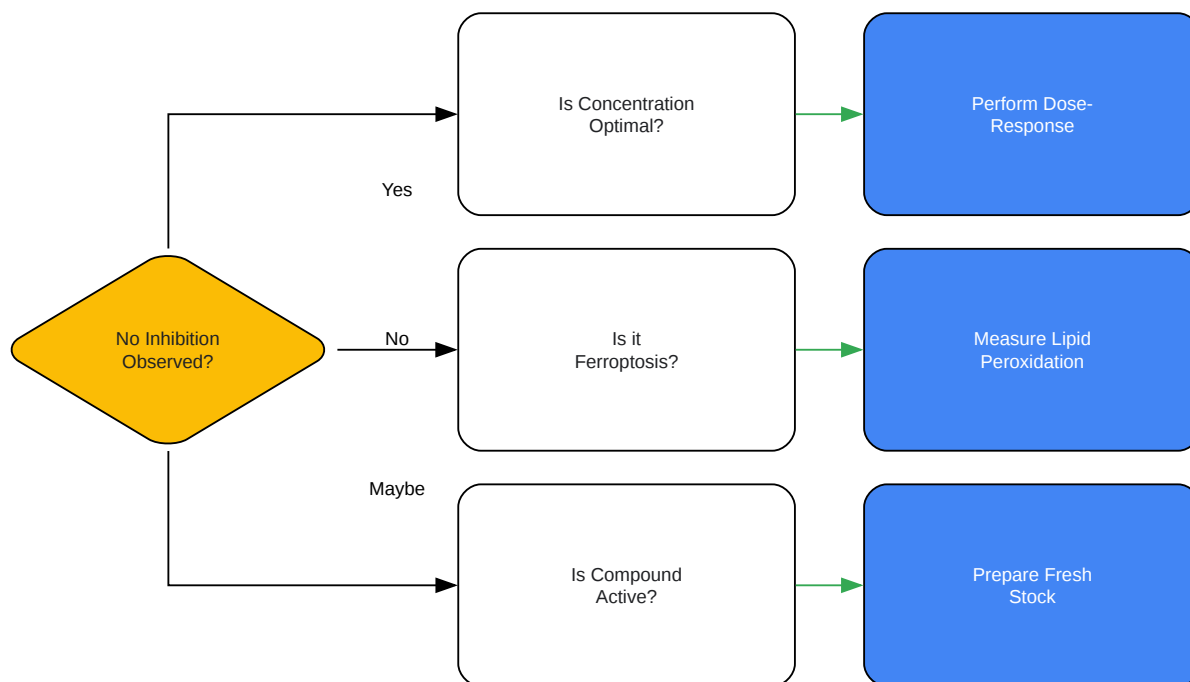 Is Concentration
Optimal?
Perform Dose-
Response
Yes
No Inhibition
Observed?
No
Is it
Ferroptosis?
Measure Lipid
Peroxidation
Maybe
Is Compound
Active?
Prepare Fresh
Stock